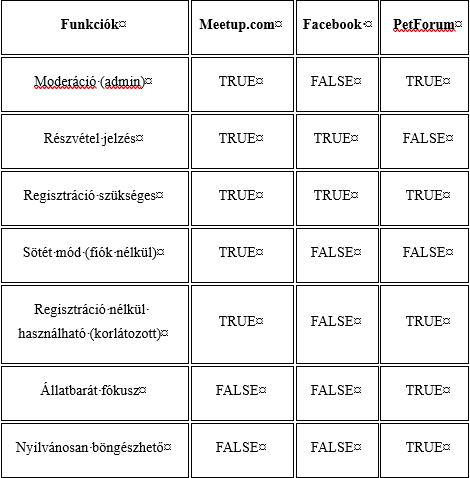 Funkciók¤ Meetup.com¤ Facebook·¤ PetForum¤
Moderáció·(admin)¤ TRUE¤ FALSE¤ TRUE¤
Részvétel·jelzés¤ TRUE¤ TRUE¤ FALSE¤
Regisztráció·szükséges¤ TRUE¤ TRUE¤ TRUE¤
Sötét·mód·(fiók·nélkül)¤ TRUE¤ FALSE¤ FALSE¤
Regisztráció·nélkül·
használható·(korlátozott)¤ TRUE¤ FALSE¤ TRUE¤
Állatbarát·fókusz¤ FALSE¤ FALSE¤ TRUE¤
Nyilvánosan·böngészhető¤ FALSE¤ FALSE¤ TRUE¤